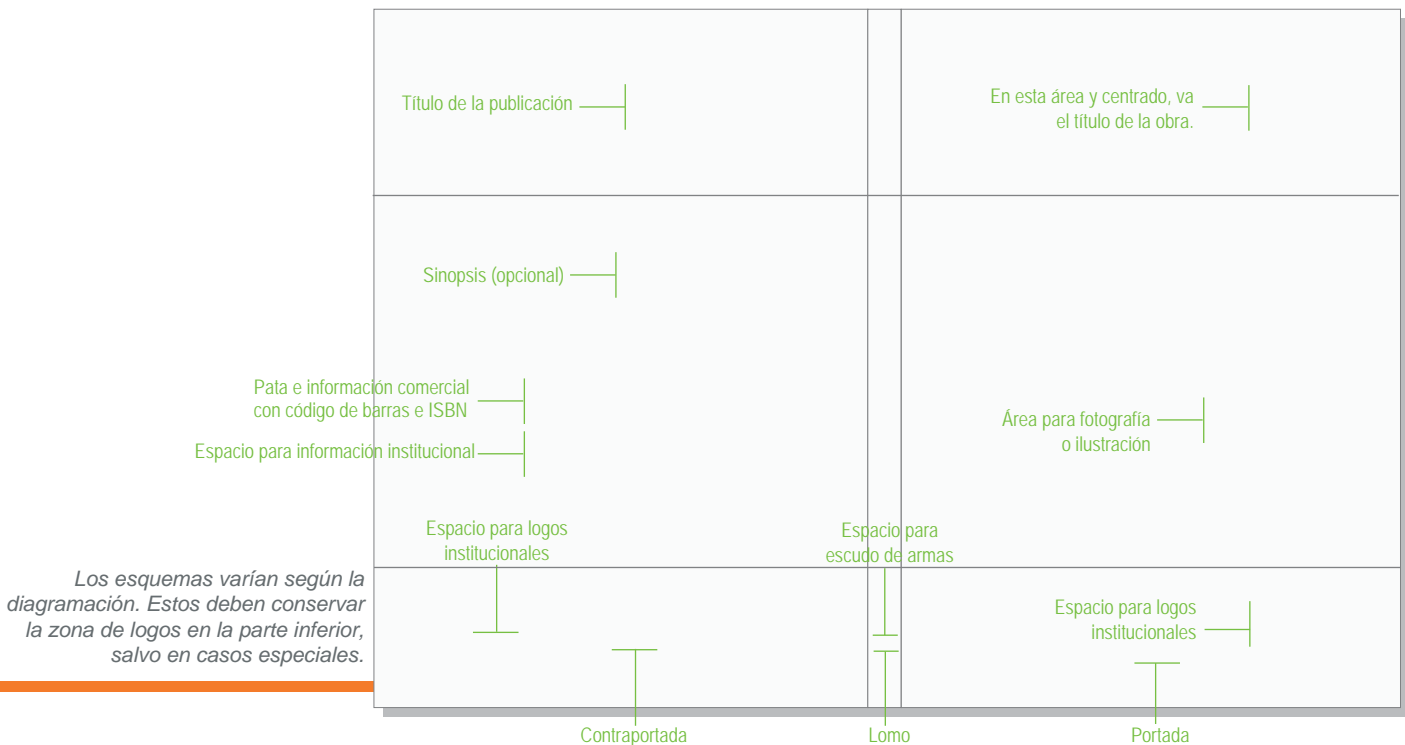 Título de la publicación
En esta área y centrado, va
el título de la obra.
Sinopsis (opcional)
Pata e información comercial
con código de barras e ISBN
Espacio para información institucional
Área para fotografía
o ilustración
Espacio para logos
institucionales
Espacio para
escudo de armas
Los esquemas varían según la
diagramación. Estos deben conservar
la zona de logos en la parte inferior,
salvo en casos especiales.
Espacio para logos
institucionales
Contraportada
Lomo
Portada